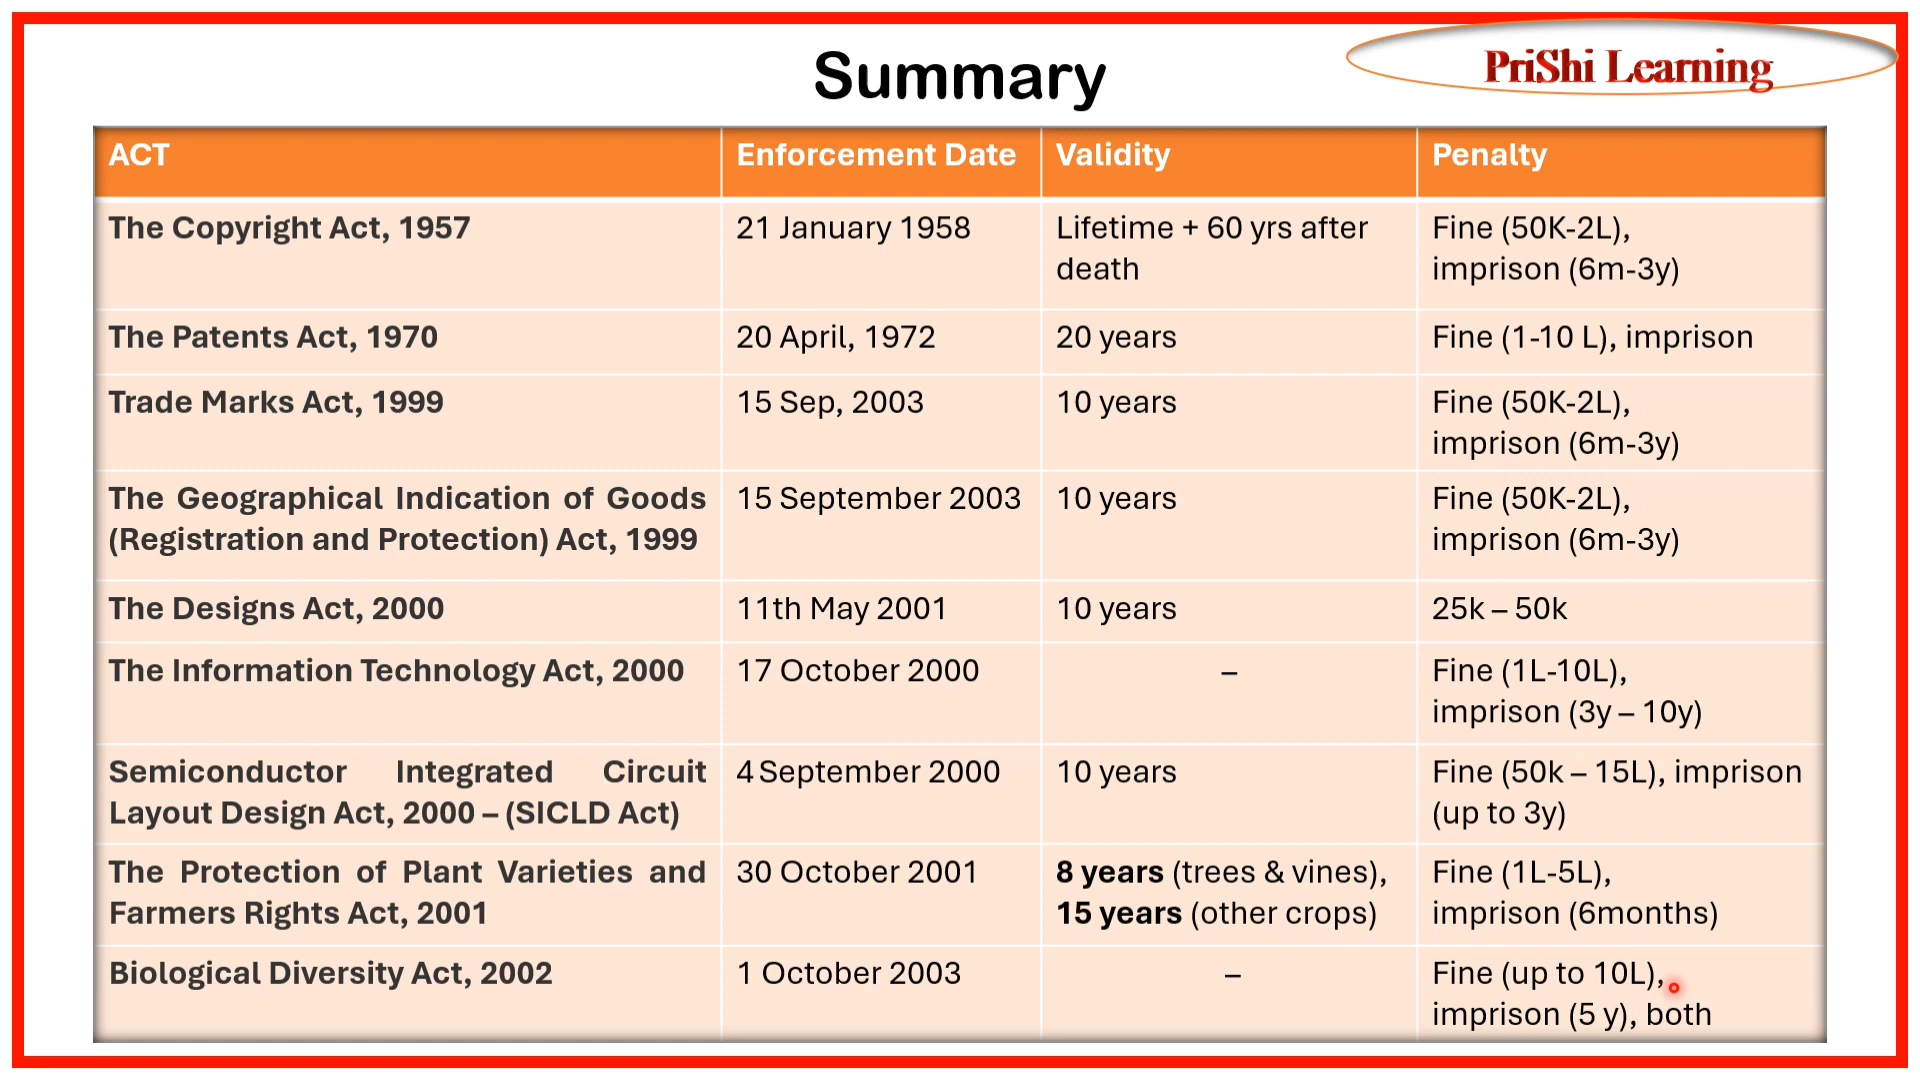 Summary
PriShi Learning
ACT Enforcement Date Validity Penalty
The Copyright Act, 1957 21 January 1958 Lifetime + 60 yrs after Fine (50K-2L),
death imprison (6m-3y)
The Patents Act, 1970 20 April, 1972 20 years Fine (1-10 L), imprison
Trade Marks Act, 1999 15 Sep, 2003 10 years Fine (50K-2L),
imprison (6m-3y)
The Geographical Indication of Goods 15 September 2003 10 years Fine (50K-2L),
(Registration and Protection) Act, 1999 imprison (6m-3y)
The Designs Act, 2000 11th May 2001 10 years 25k – 50k
The Information Technology Act, 2000 17 October 2000 – Fine (1L-10L),
imprison (3y – 10y)
Semiconductor Integrated Circuit 4 September 2000 10 years Fine (50k – 15L), imprison
Layout Design Act, 2000 – (SICLD Act) (up to 3y)
The Protection of Plant Varieties and 30 October 2001 8 years (trees & vines), Fine (1L-5L),
Farmers Rights Act, 2001 15 years (other crops) imprison (6months)
Biological Diversity Act, 2002 1 October 2003 – Fine (up to 10L),
imprison (5 y), both